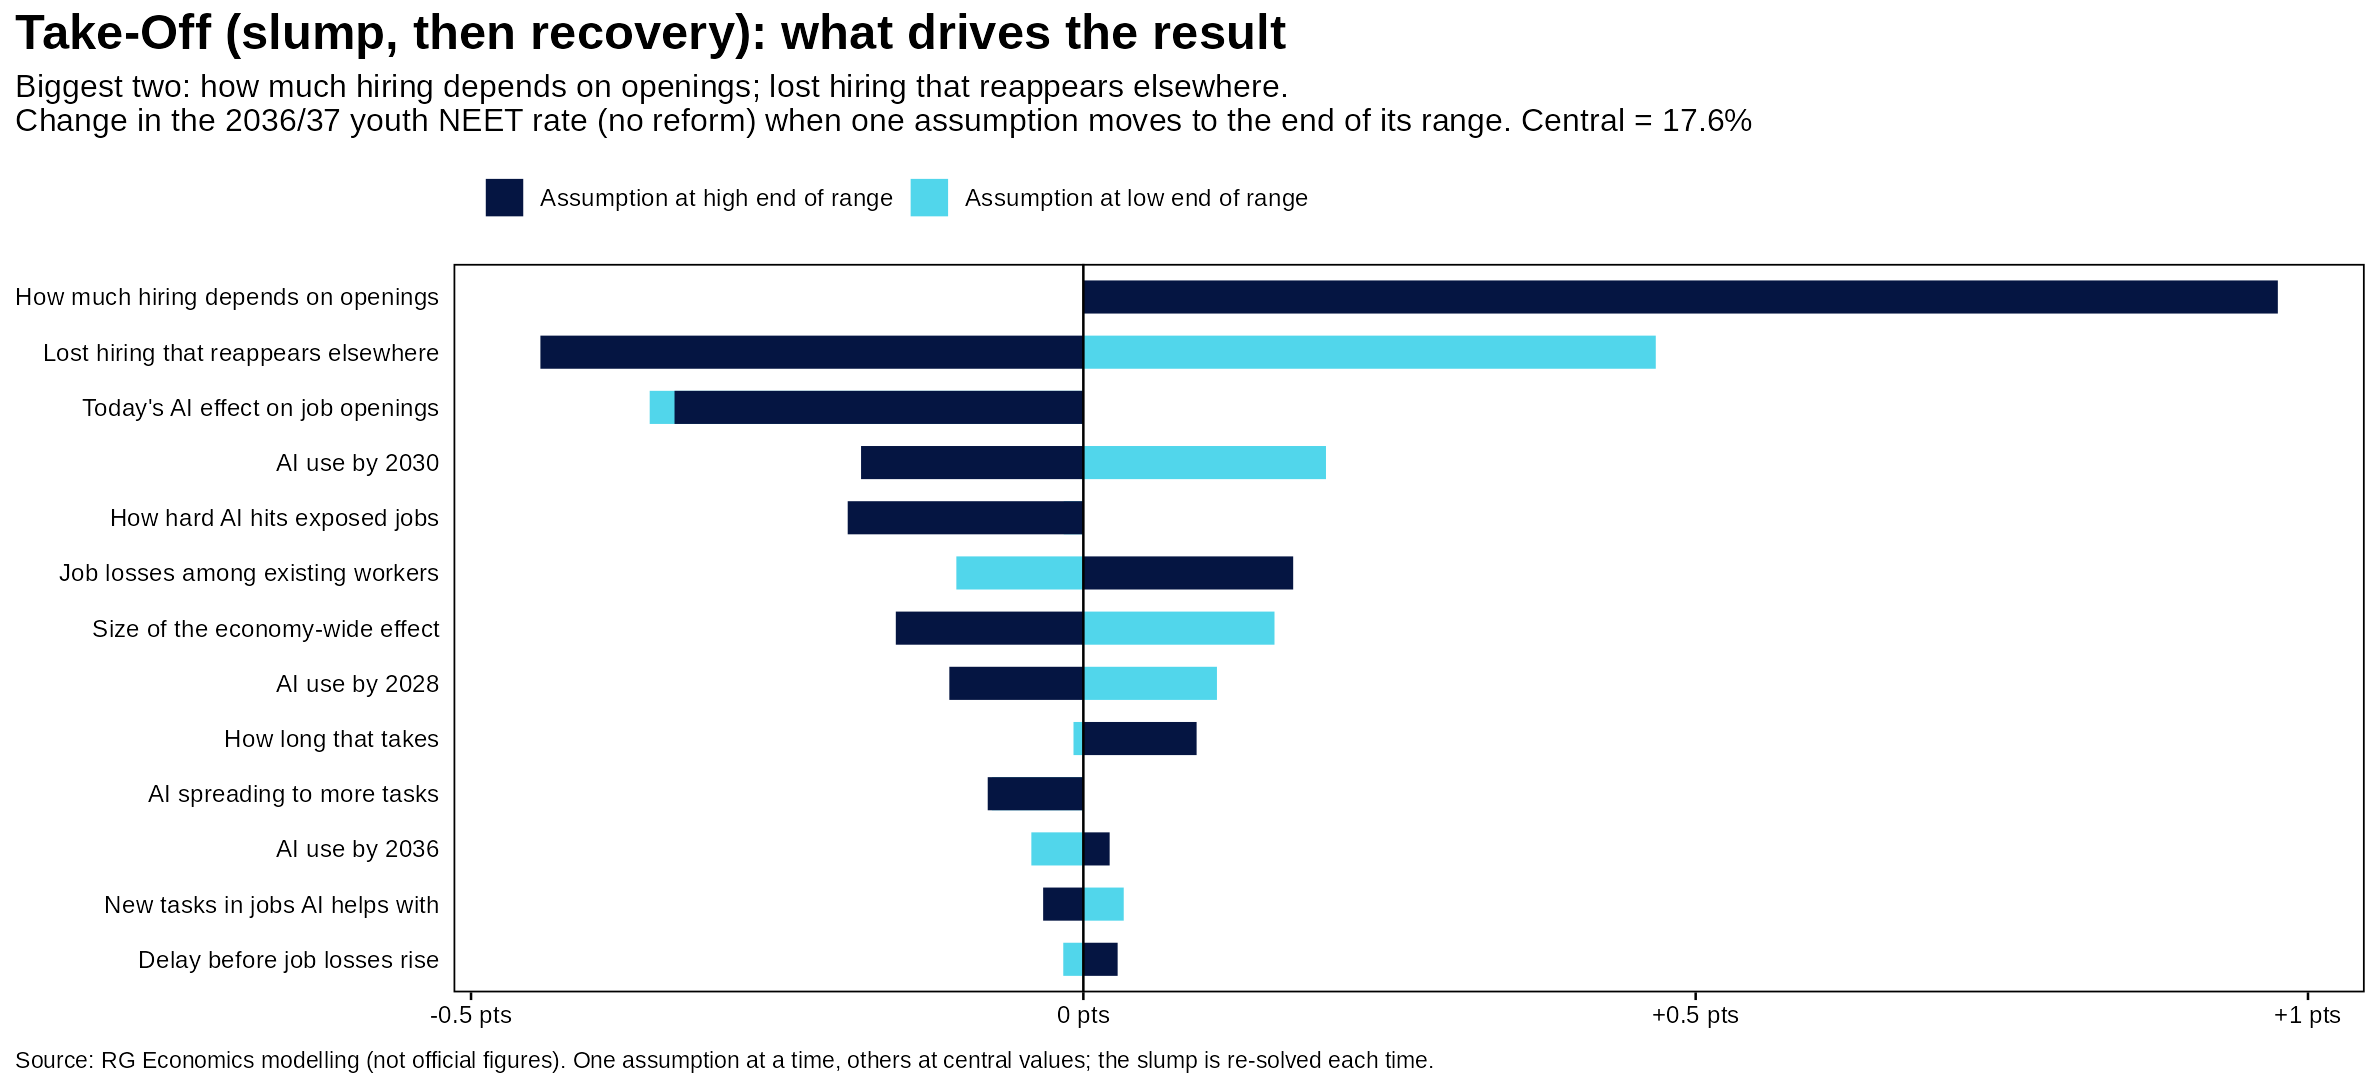 Take-Off (slump, then recovery): what drives the result
Biggest two: how much hiring depends on openings; lost hiring that reappears elsewhere.
Change in the 2036/37 youth NEET rate (no reform) when one assumption moves to the end of its range. Central = 17.6%
Assumption at high end of range
Assumption at low end of range
How much hiring depends on openings
Lost hiring that reappears elsewhere
Today's AI effect on job openings
AI use by 2030
How hard AI hits exposed jobs
Job losses among existing workers
Size of the economy-wide effect
AI use by 2028
How long that takes
AI spreading to more tasks
AI use by 2036
New tasks in jobs AI helps with
Delay before job losses rise
-0.5 pts
0 pts
+0.5 pts
+1 pts
Source: RG Economics modelling (not official figures). One assumption at a time, others at central values; the slump is re-solved each time.